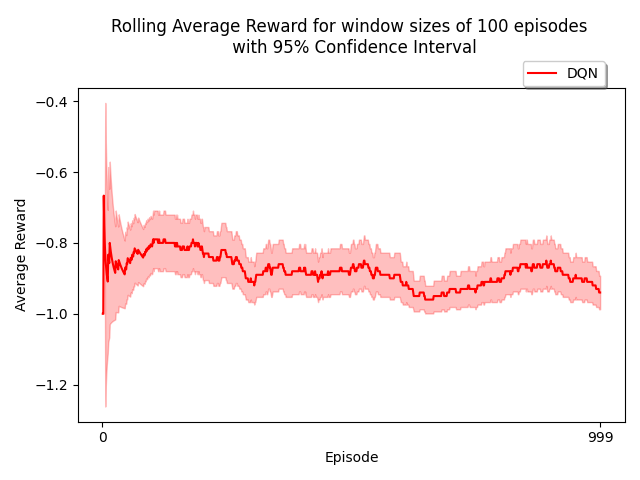 Rolling Average Reward for window sizes of 100 episodes
with 95% Confidence Interval
DQN
−0.4
−0.6
−0.8
−1.0
−1.2
Average Reward
0
999
Episode